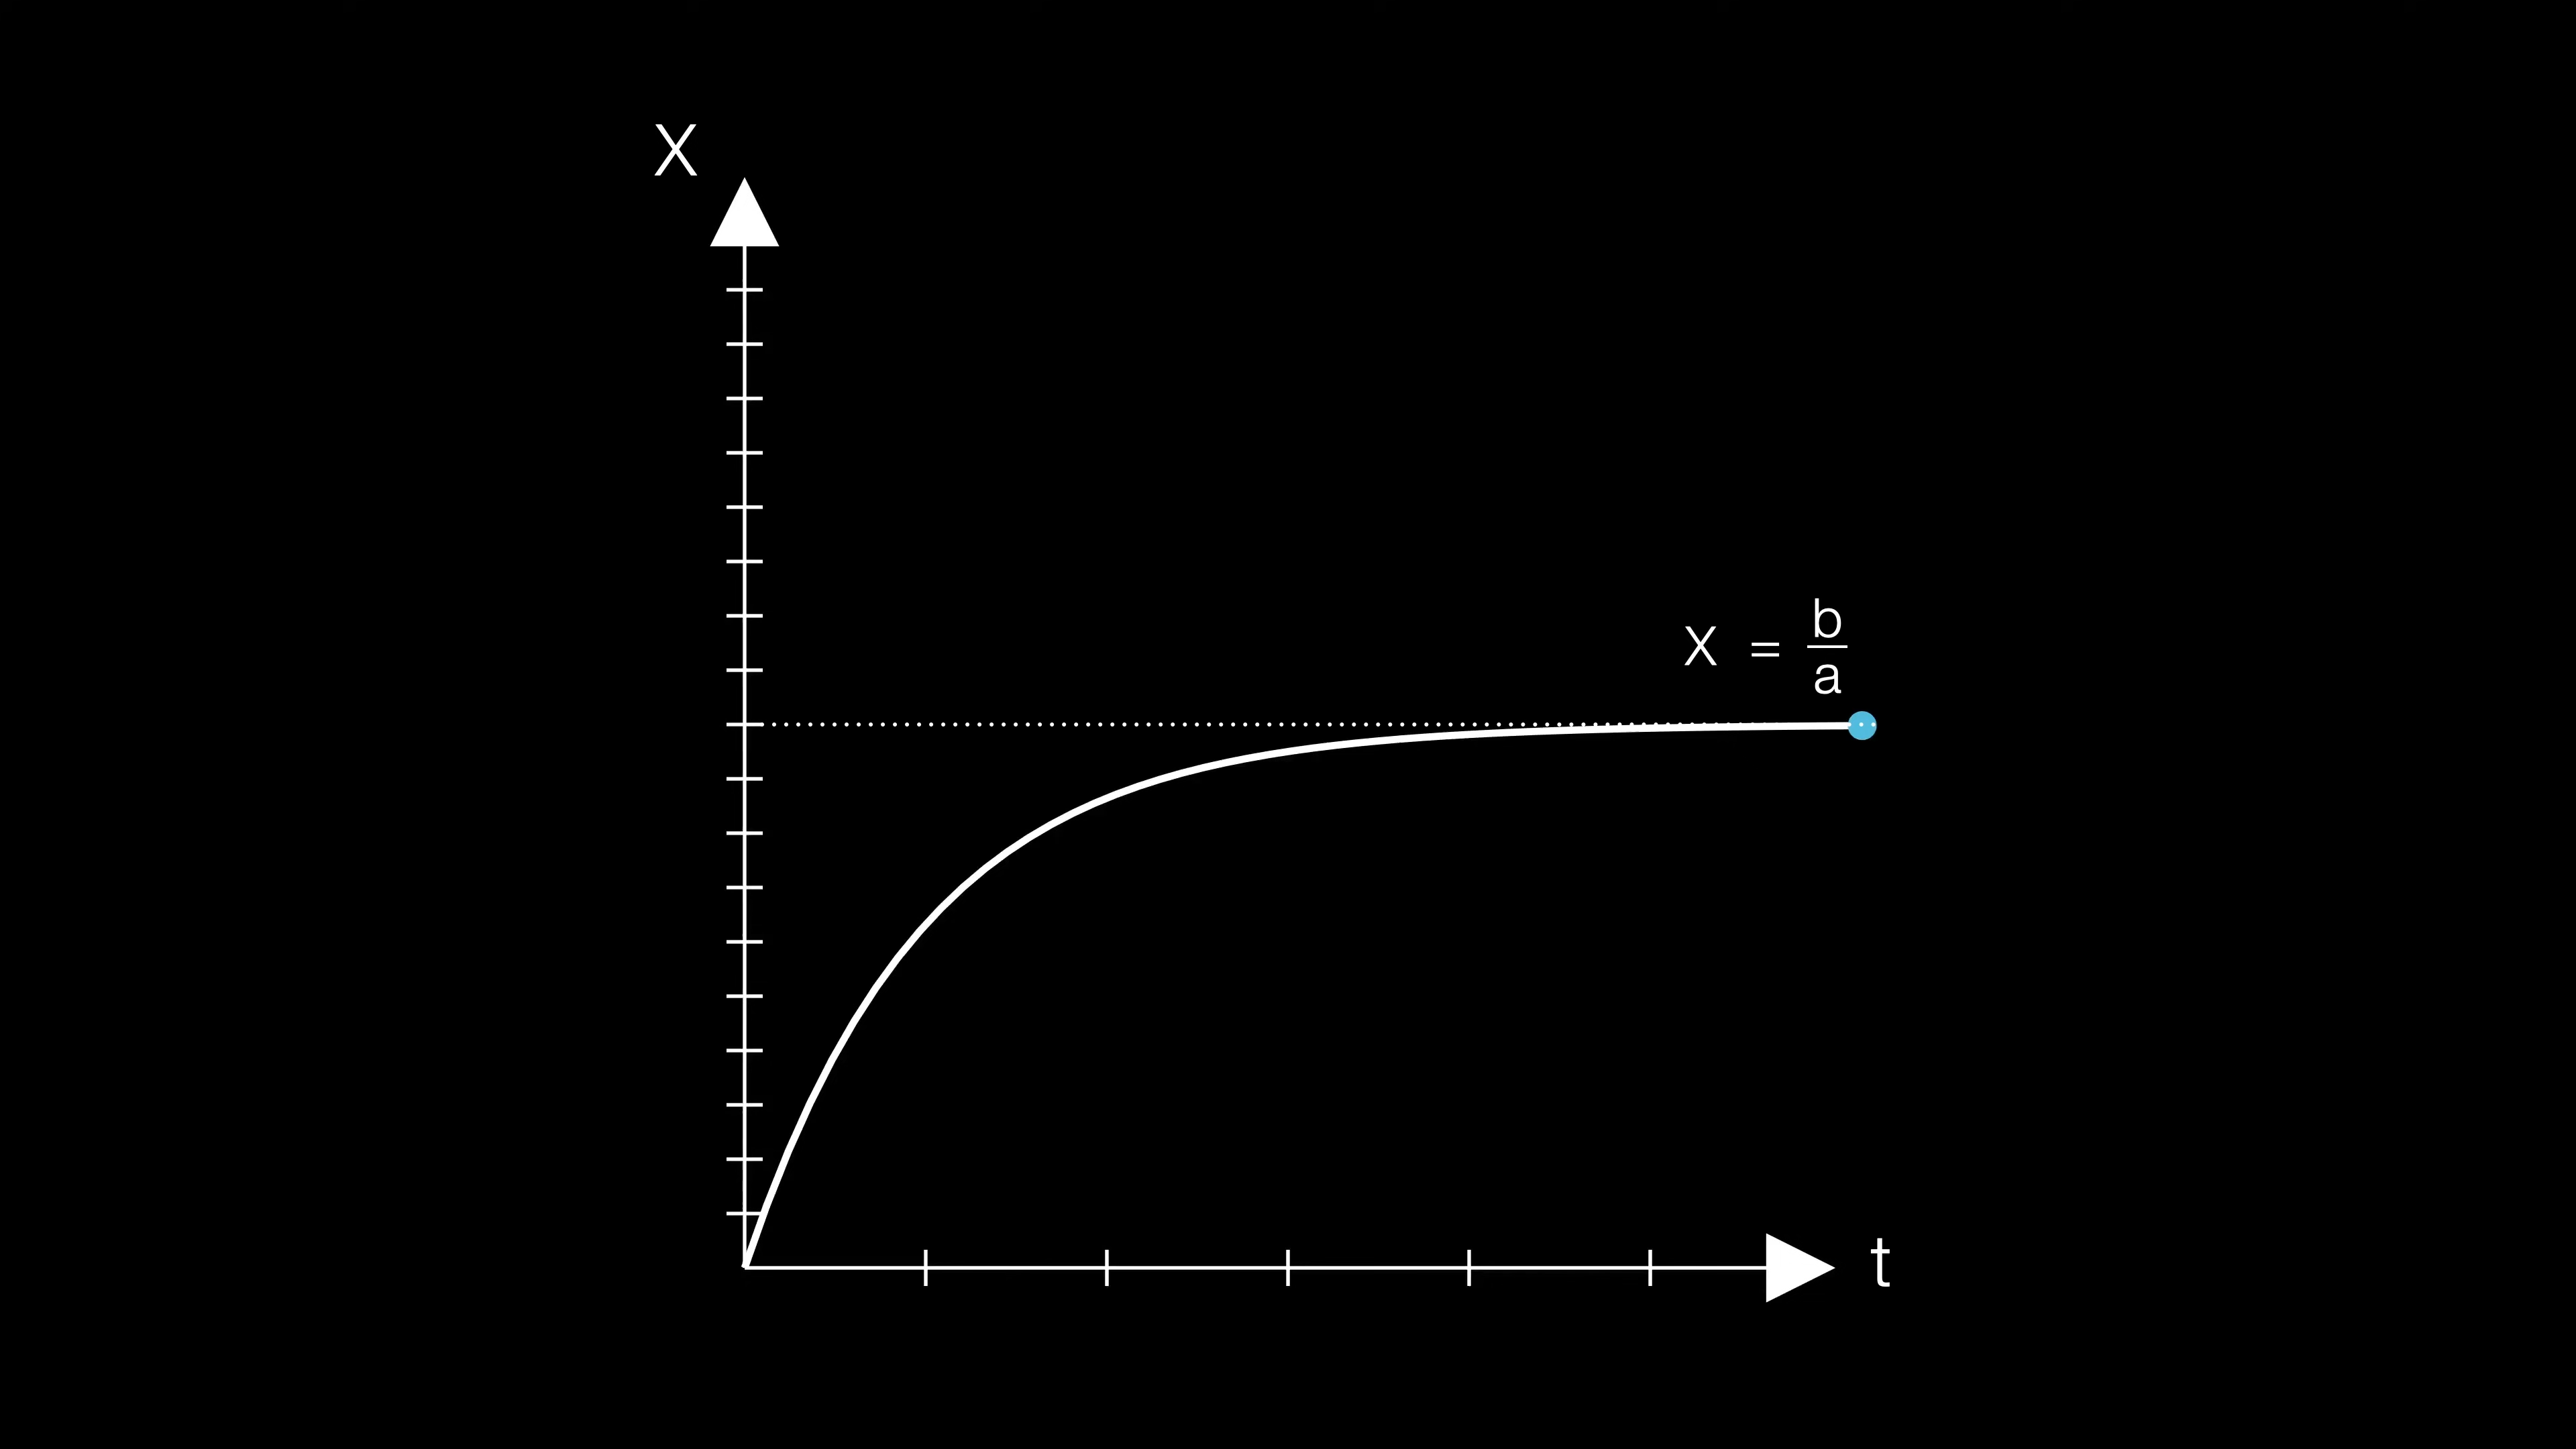 X
X = b/a
t